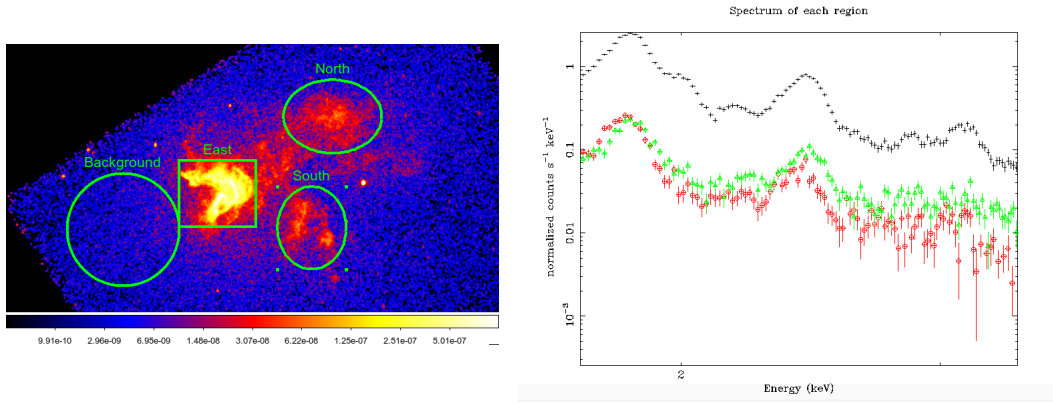 North
Background
East
South
9.91e-10 2.96e-09 6.95e-09 1.48e-08 3.07e-08 6.22e-08 1.25e-07 2.51e-07 5.01e-07
Spectrum of each region
normalized counts s⁻¹ keV⁻¹
1
0.1
0.01
10⁻³
2
Energy (keV)